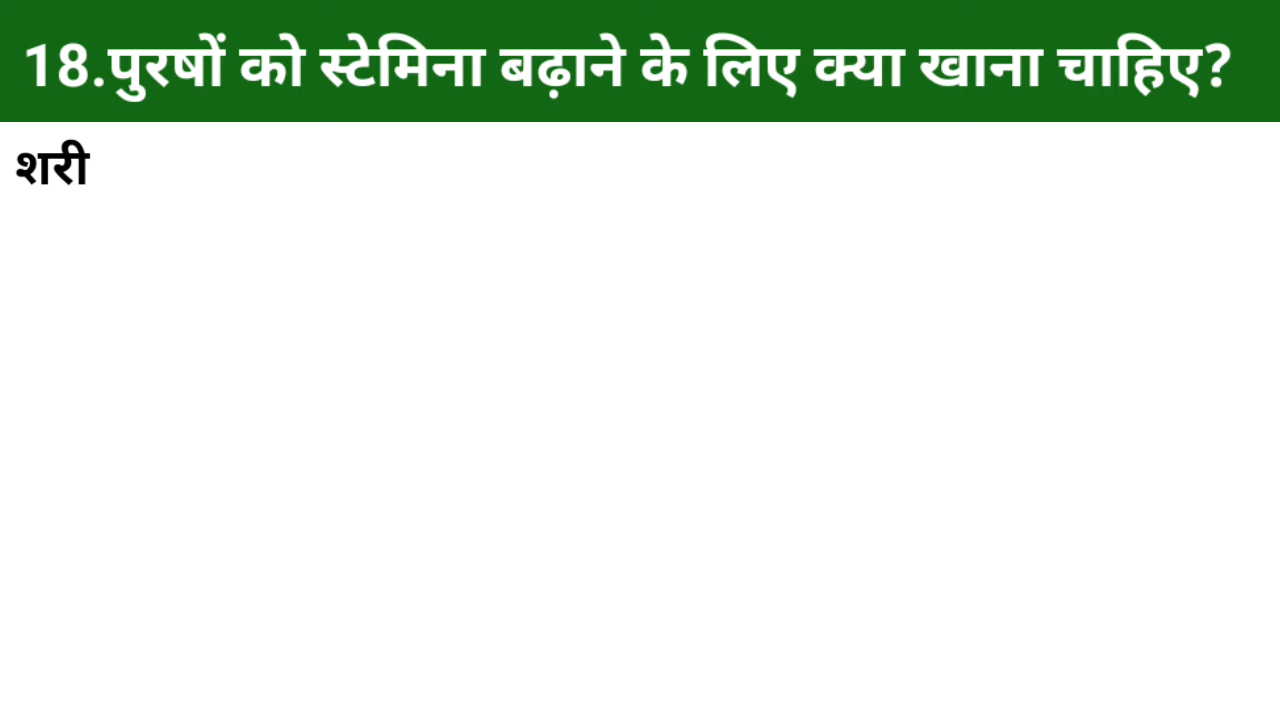 18.पुरषों को स्टेमिना बढ़ाने के लिए क्या खाना चाहिए?
शरी